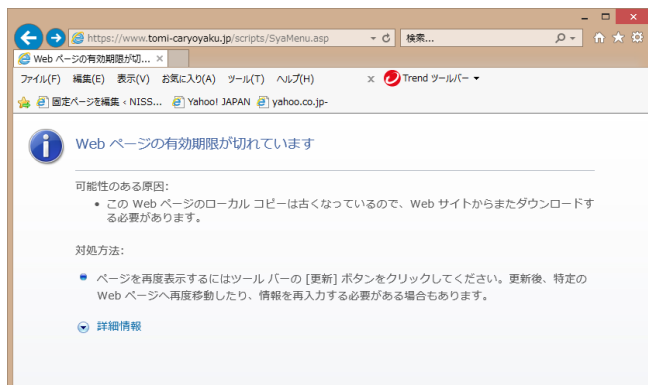 https://www.tomi-caryoyaku.jp/scripts/SyaMenu.asp
検索...
Web ページの有効期限が切... ×
ファイル(F) 編集(E) 表示(V) お気に入り(A) ツール(T) ヘルプ(H) x Trend ツールバー ▼
固定ページを編集 ‹ NISS... Yahoo! JAPAN yahoo.co.jp-
Web ページの有効期限が切れています
可能性のある原因:
• この Web ページのローカル コピーは古くなっているので、Web サイトからまたダウンロードす
る必要があります。
対処方法:
ページを再度表示するにはツール バーの [更新] ボタンをクリックしてください。更新後、特定の
Web ページへ再度移動したり、情報を再入力する必要がある場合もあります。
詳細情報